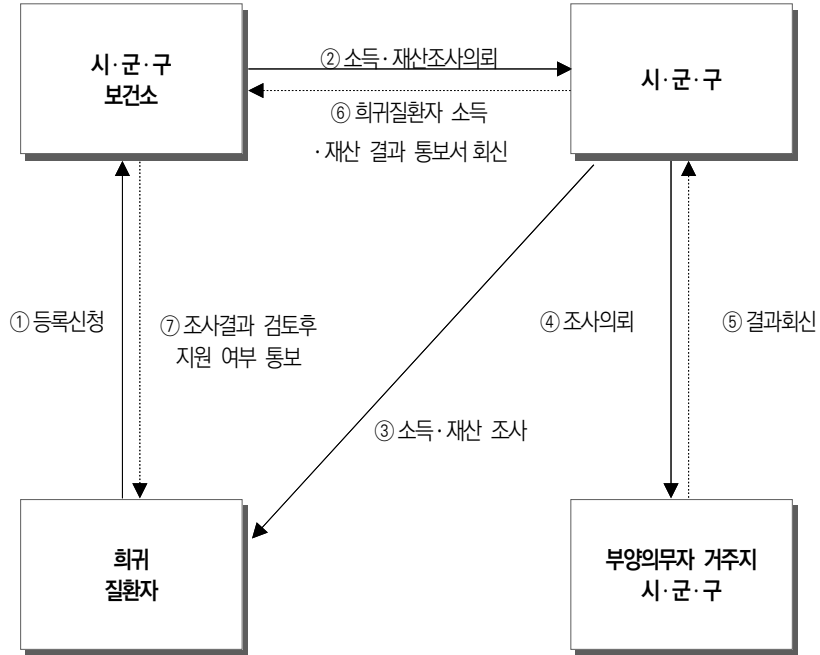 시·군·구
보건소
② 소득·재산조사의뢰
시·군·구
⑥ 희귀질환자 소득
·재산 결과 통보서 회신
① 등록신청
⑦ 조사결과 검토후
지원 여부 통보
④ 조사의뢰
⑤ 결과회신
③ 소득·재산 조사
희귀
질환자
부양의무자 거주지
시·군·구